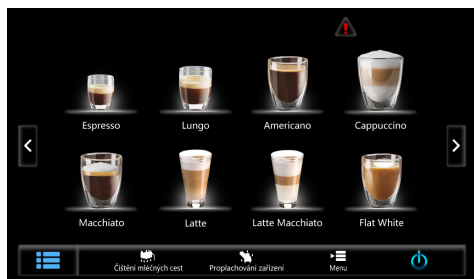 Espresso
Lungo
Americano
Cappuccino
Macchiato
Latte
Latte Macchiato
Flat White
Čištění mléčných cest
Proplachování zařízení
Menu